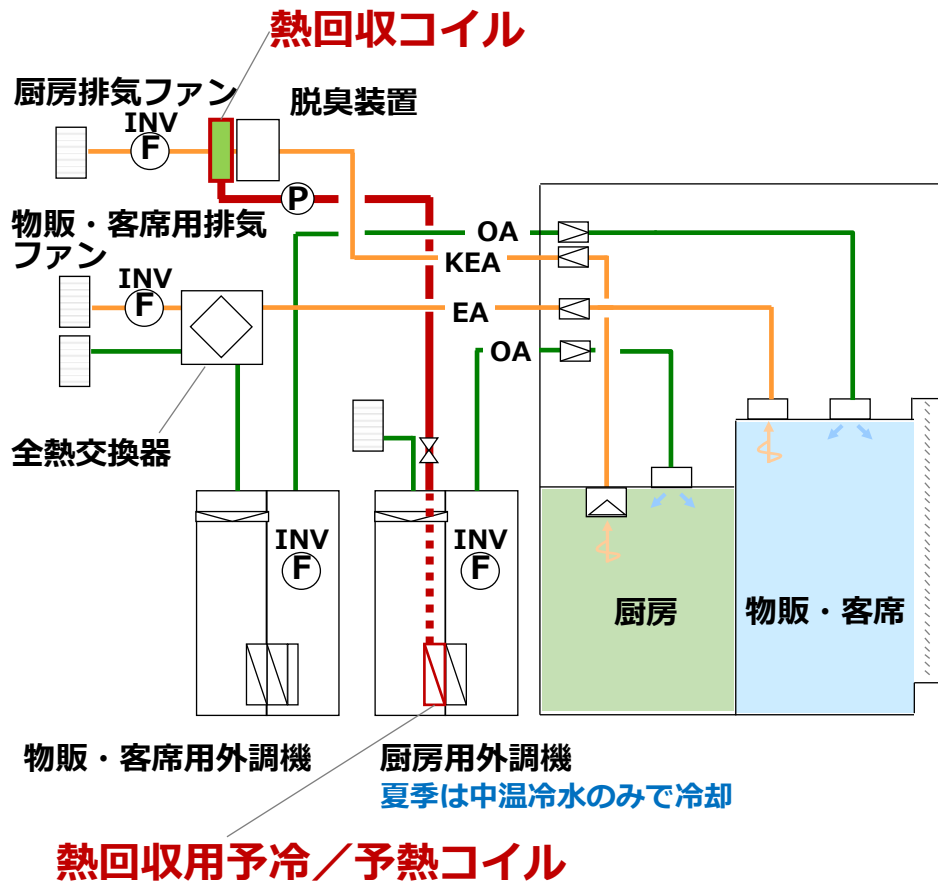 熱回収コイル
厨房排気ファン
INV
F
脱臭装置
P
物販・客席用排気
ファン
INV
F
OA
KEA
EA
OA
全熱交換器
INV
F
INV
F
厨房
物販・客席
物販・客席用外調機
厨房用外調機
夏季は中温冷水のみで冷却
熱回収用予冷／予熱コイル